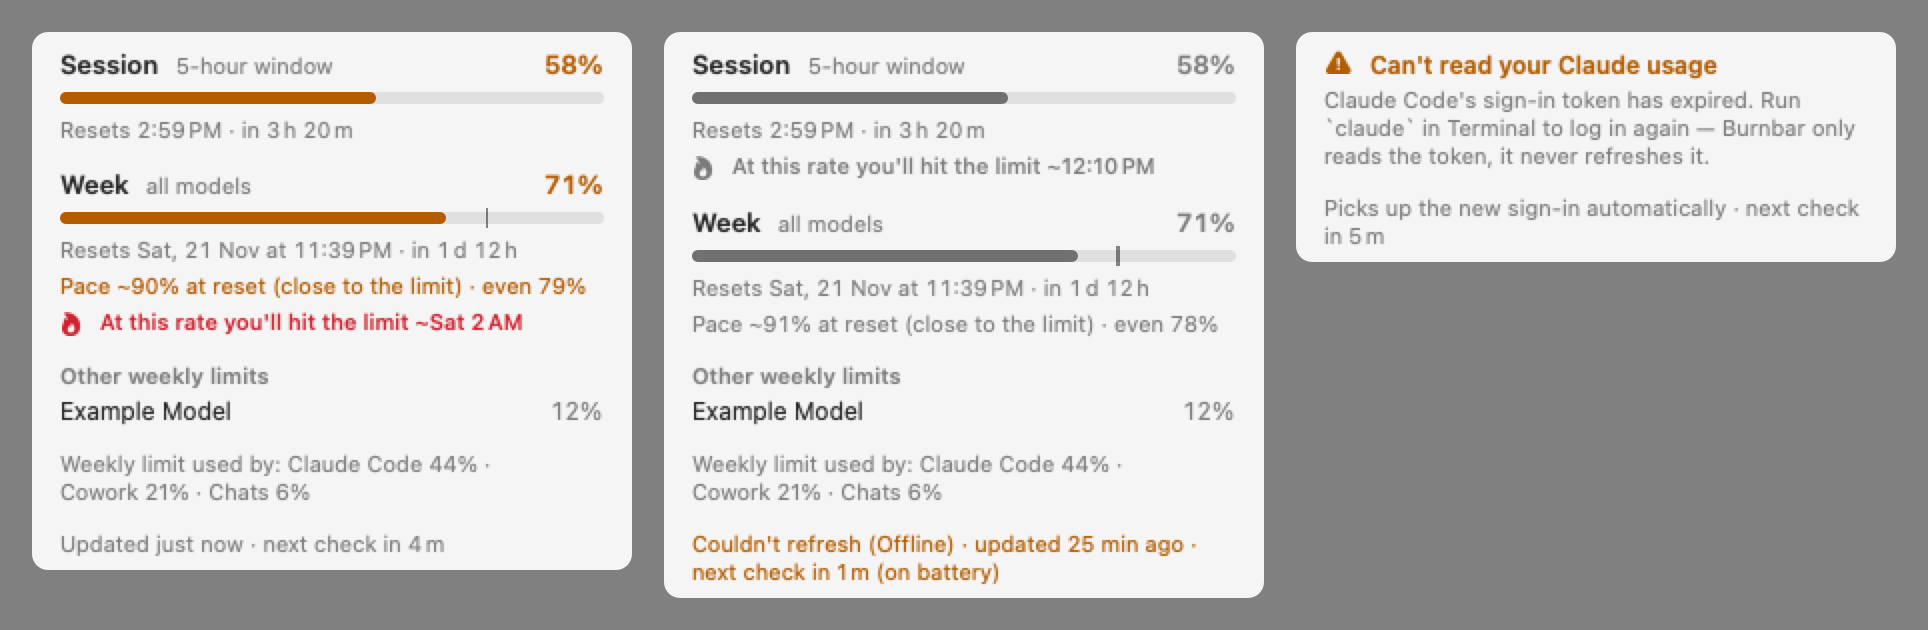 Session 5-hour window 58%
Resets 2:59 PM · in 3 h 20 m
Week all models 71%
Resets Sat, 21 Nov at 11:39 PM · in 1 d 12 h
Pace ~90% at reset (close to the limit) · even 79%
At this rate you'll hit the limit ~Sat 2 AM
Other weekly limits
Example Model 12%
Weekly limit used by: Claude Code 44% ·
Cowork 21% · Chats 6%
Updated just now · next check in 4 m
Session 5-hour window 58%
Resets 2:59 PM · in 3 h 20 m
At this rate you'll hit the limit ~12:10 PM
Week all models 71%
Resets Sat, 21 Nov at 11:39 PM · in 1 d 12 h
Pace ~91% at reset (close to the limit) · even 78%
Other weekly limits
Example Model 12%
Weekly limit used by: Claude Code 44% ·
Cowork 21% · Chats 6%
Couldn't refresh (Offline) · updated 25 min ago ·
next check in 1 m (on battery)
Can't read your Claude usage
Claude Code's sign-in token has expired. Run
`claude` in Terminal to log in again — Burnbar only
reads the token, it never refreshes it.
Picks up the new sign-in automatically · next check
in 5 m